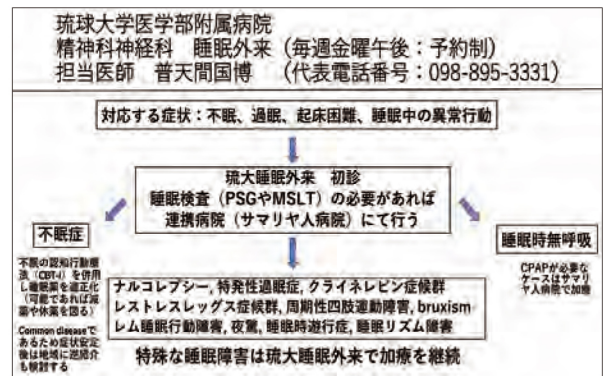 琉球大学医学部附属病院
精神科神経科 睡眠外来(毎週金曜午後:予約制)
担当医師 普天間国博 (代表電話番号:098-895-3331)
対応する症状:不眠、過眠、起床困難、睡眠中の異常行動
琉大睡眠外来 初診
睡眠検査(PSGやMSLT)の必要があれば
連携病院(サマリヤ人病院)にて行う
不眠症
不眠の認知行動療
法(CBT-I)を併用
し睡眠薬を適正化
(可能であれば減
薬や休薬を図る)
Common diseaseで
あるため症状安定
後は地域に逆紹介
も検討する
ナルコレプシー, 特発性過眠症, クライネレビン症候群
レストレスレッグス症候群, 周期性四肢運動障害, bruxism
レム睡眠行動障害, 夜驚, 睡眠時遊行症, 睡眠リズム障害
特殊な睡眠障害は琉大睡眠外来で加療を継続
睡眠時無呼吸
CPAPが必要な
ケースはサマリ
ヤ人病院で加療